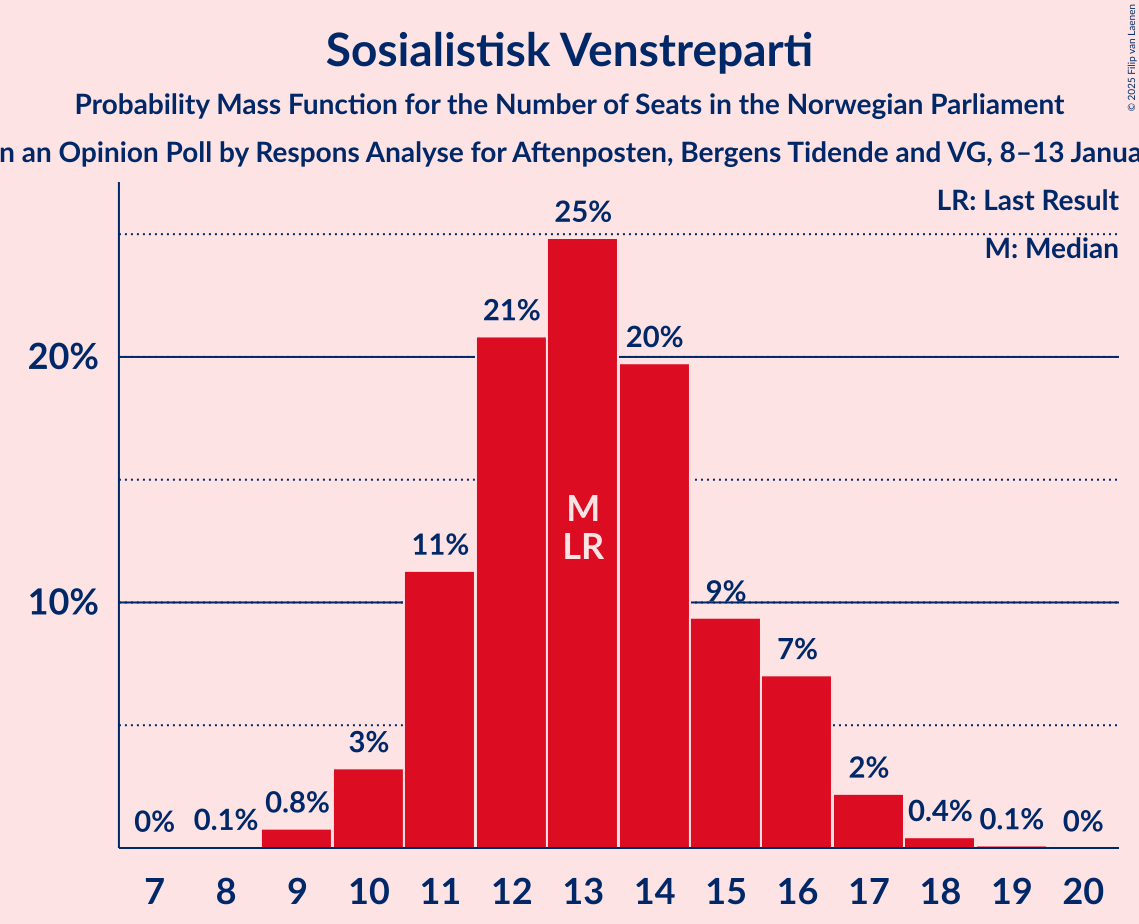 Sosialistisk Venstreparti
Probability Mass Function for the Number of Seats in the Norwegian Parliament
n an Opinion Poll by Respons Analyse for Aftenposten, Bergens Tidende and VG, 8–13 Janua
© 2025 Filip van Laenen
LR: Last Result
M: Median
25%
21%
20%
20%
M
LR
11%
10%
9%
7%
3%
2%
0%
0.1%
0.8%
0.4%
0.1%
0%
7 8 9 10 11 12 13 14 15 16 17 18 19 20